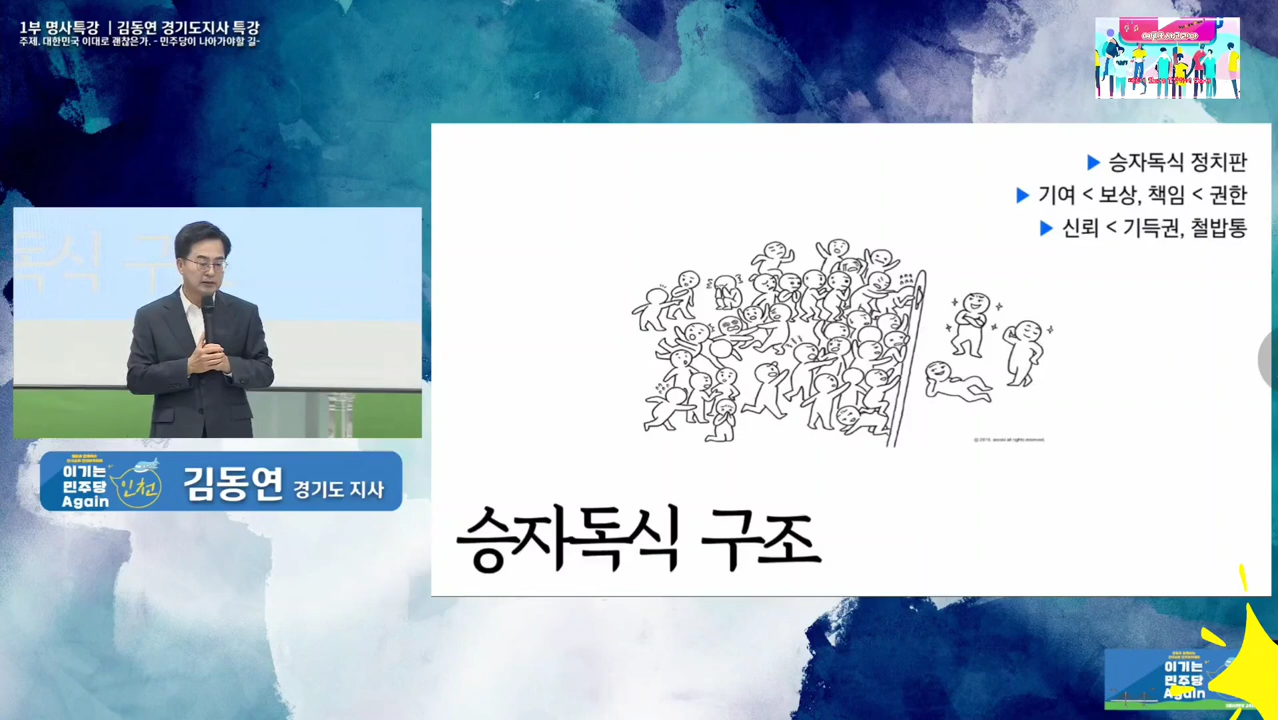 1부 명사특강 | 김동연 경기도지사 특강
주제. 대한민국 이대로 괜찮은가. - 민주당이 나아가야할 길-
▶ 승자독식 정치판
▶ 기여 < 보상, 책임 < 권한
▶ 신뢰 < 기득권, 철밥통
독식 구
이기는
민주당
Again
인천
김동연 경기도 지사
승자독식 구조
이기는
민주당
Again